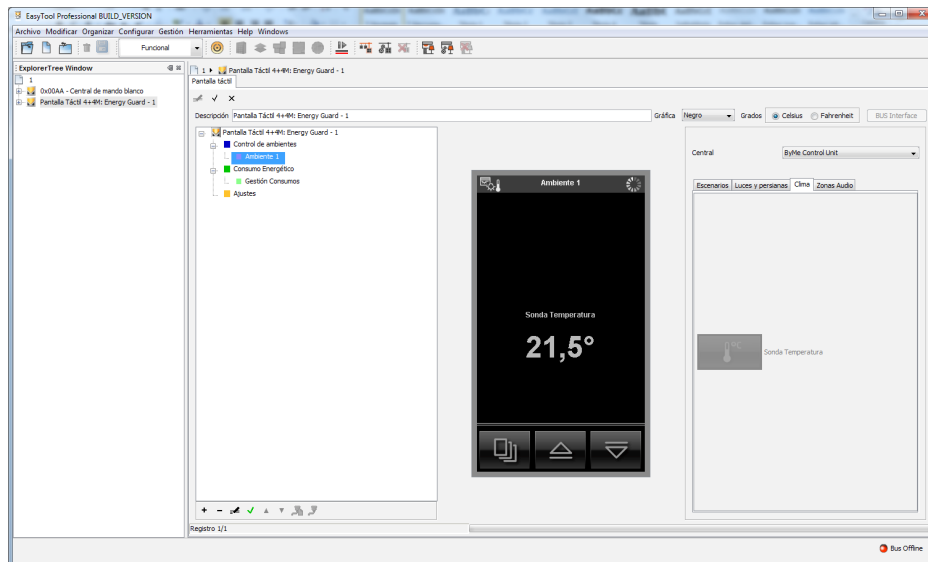 EasyTool Professional BUILD_VERSION
Archivo Modificar Organizar Configurar Gestión Herramientas Help Windows
Funcional
ExplorerTree Window
1
0x00AA - Central de mando blanco
Pantalla Táctil 4+4M: Energy Guard - 1
1 Pantalla Táctil 4+4M: Energy Guard - 1
Pantalla táctil
Descripción Pantalla Táctil 4+4M: Energy Guard - 1 Gráfica Negro Grados Celsius Fahrenheit BUS Interface
Pantalla Táctil 4+4M: Energy Guard - 1
Control de ambientes
Ambiente 1
Consumo Energético
Gestión Consumos
Ajustes
Ambiente 1
Sonda Temperatura
21,5°
Central ByMe Control Unit
Escenarios Luces y persianas Clima Zonas Audio
°C
Sonda Temperatura
Registro 1/1
Bus Offline